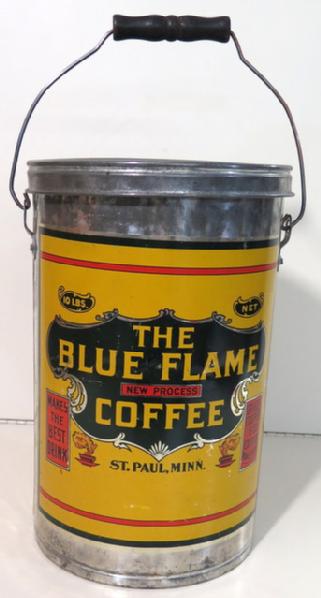 10 LBS.
NET
THE
BLUE FLAME
NEW PROCESS
COFFEE
MAKES
THE
BEST
DRINK
ST. PAUL, MINN.